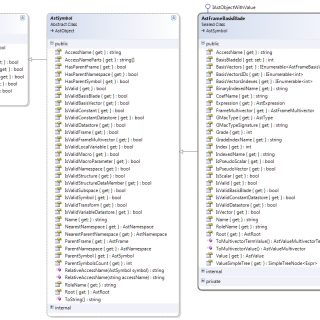 IAstObjectWithValue
AstSymbol
Abstract Class
AstObject
public
AccessName { get; } : string
AccessNameParts { get; } : string[]
HasParentFrame { get; } : bool
HasParentNamespace { get; } : bool
HasParentSymbol { get; } : bool
IsValid { get; } : bool
IsValidBasisBlade { get; } : bool
IsValidBasisVector { get; } : bool
IsValidConstant { get; } : bool
IsValidConstantDatastore { get; } : bool
IsValidDatastore { get; } : bool
IsValidFrame { get; } : bool
IsValidFrameMultivector { get; } : bool
IsValidLocalVariable { get; } : bool
IsValidMacro { get; } : bool
IsValidMacroParameter { get; } : bool
IsValidNamespace { get; } : bool
IsValidStructure { get; } : bool
IsValidStructureDataMember { get; } : bool
IsValidSubspace { get; } : bool
IsValidSymbol { get; } : bool
IsValidTransform { get; } : bool
IsValidVariableDatastore { get; } : bool
Name { get; } : string
NearestNamespace { get; } : AstNamespace
NearestParentNamespace { get; } : AstNamespace
ParentFrame { get; } : AstFrame
ParentNamespace { get; } : AstNamespace
ParentSymbol { get; } : AstSymbol
ParentSymbolsCount { get; } : int
RelativeAccessName(AstSymbol symbol) : string
RelativeAccessName(string accessName) : string
RoleName { get; } : string
Root { get; } : AstRoot
ToString() : string
internal
AstFrameBasisBlade
Sealed Class
AstSymbol
public
AccessName { get; } : string
BasisBladeId { get; set; } : int
BasisVectors { get; } : IEnumerable<AstFrameBasisV
BasisVectorsIDs { get; } : IEnumerable<int>
BasisVectorsIndexes { get; } : IEnumerable<int>
BinaryIndexedName { get; } : string
CoefName { get; } : string
Expression { get; } : AstExpression
FrameMultivector { get; } : AstFrameMultivector
GMacType { get; } : AstType
GMacTypeSignature { get; } : string
Grade { get; } : int
GradeIndexName { get; } : string
Index { get; } : int
IndexedName { get; } : string
IsPseudoScalar { get; } : bool
IsPseudoVector { get; } : bool
IsScalar { get; } : bool
IsValid { get; } : bool
IsValidBasisBlade { get; } : bool
IsValidConstantDatastore { get; } : bool
IsValidDatastore { get; } : bool
IsVector { get; } : bool
Name { get; } : string
RoleName { get; } : string
Root { get; } : AstRoot
ToMultivectorTermValue() : AstValueMultivectorTe
ToMultivectorValue() : AstValueMultivector
Value { get; } : AstValue
ValueSimpleTree { get; } : SimpleTreeNode<Expr>
internal
private